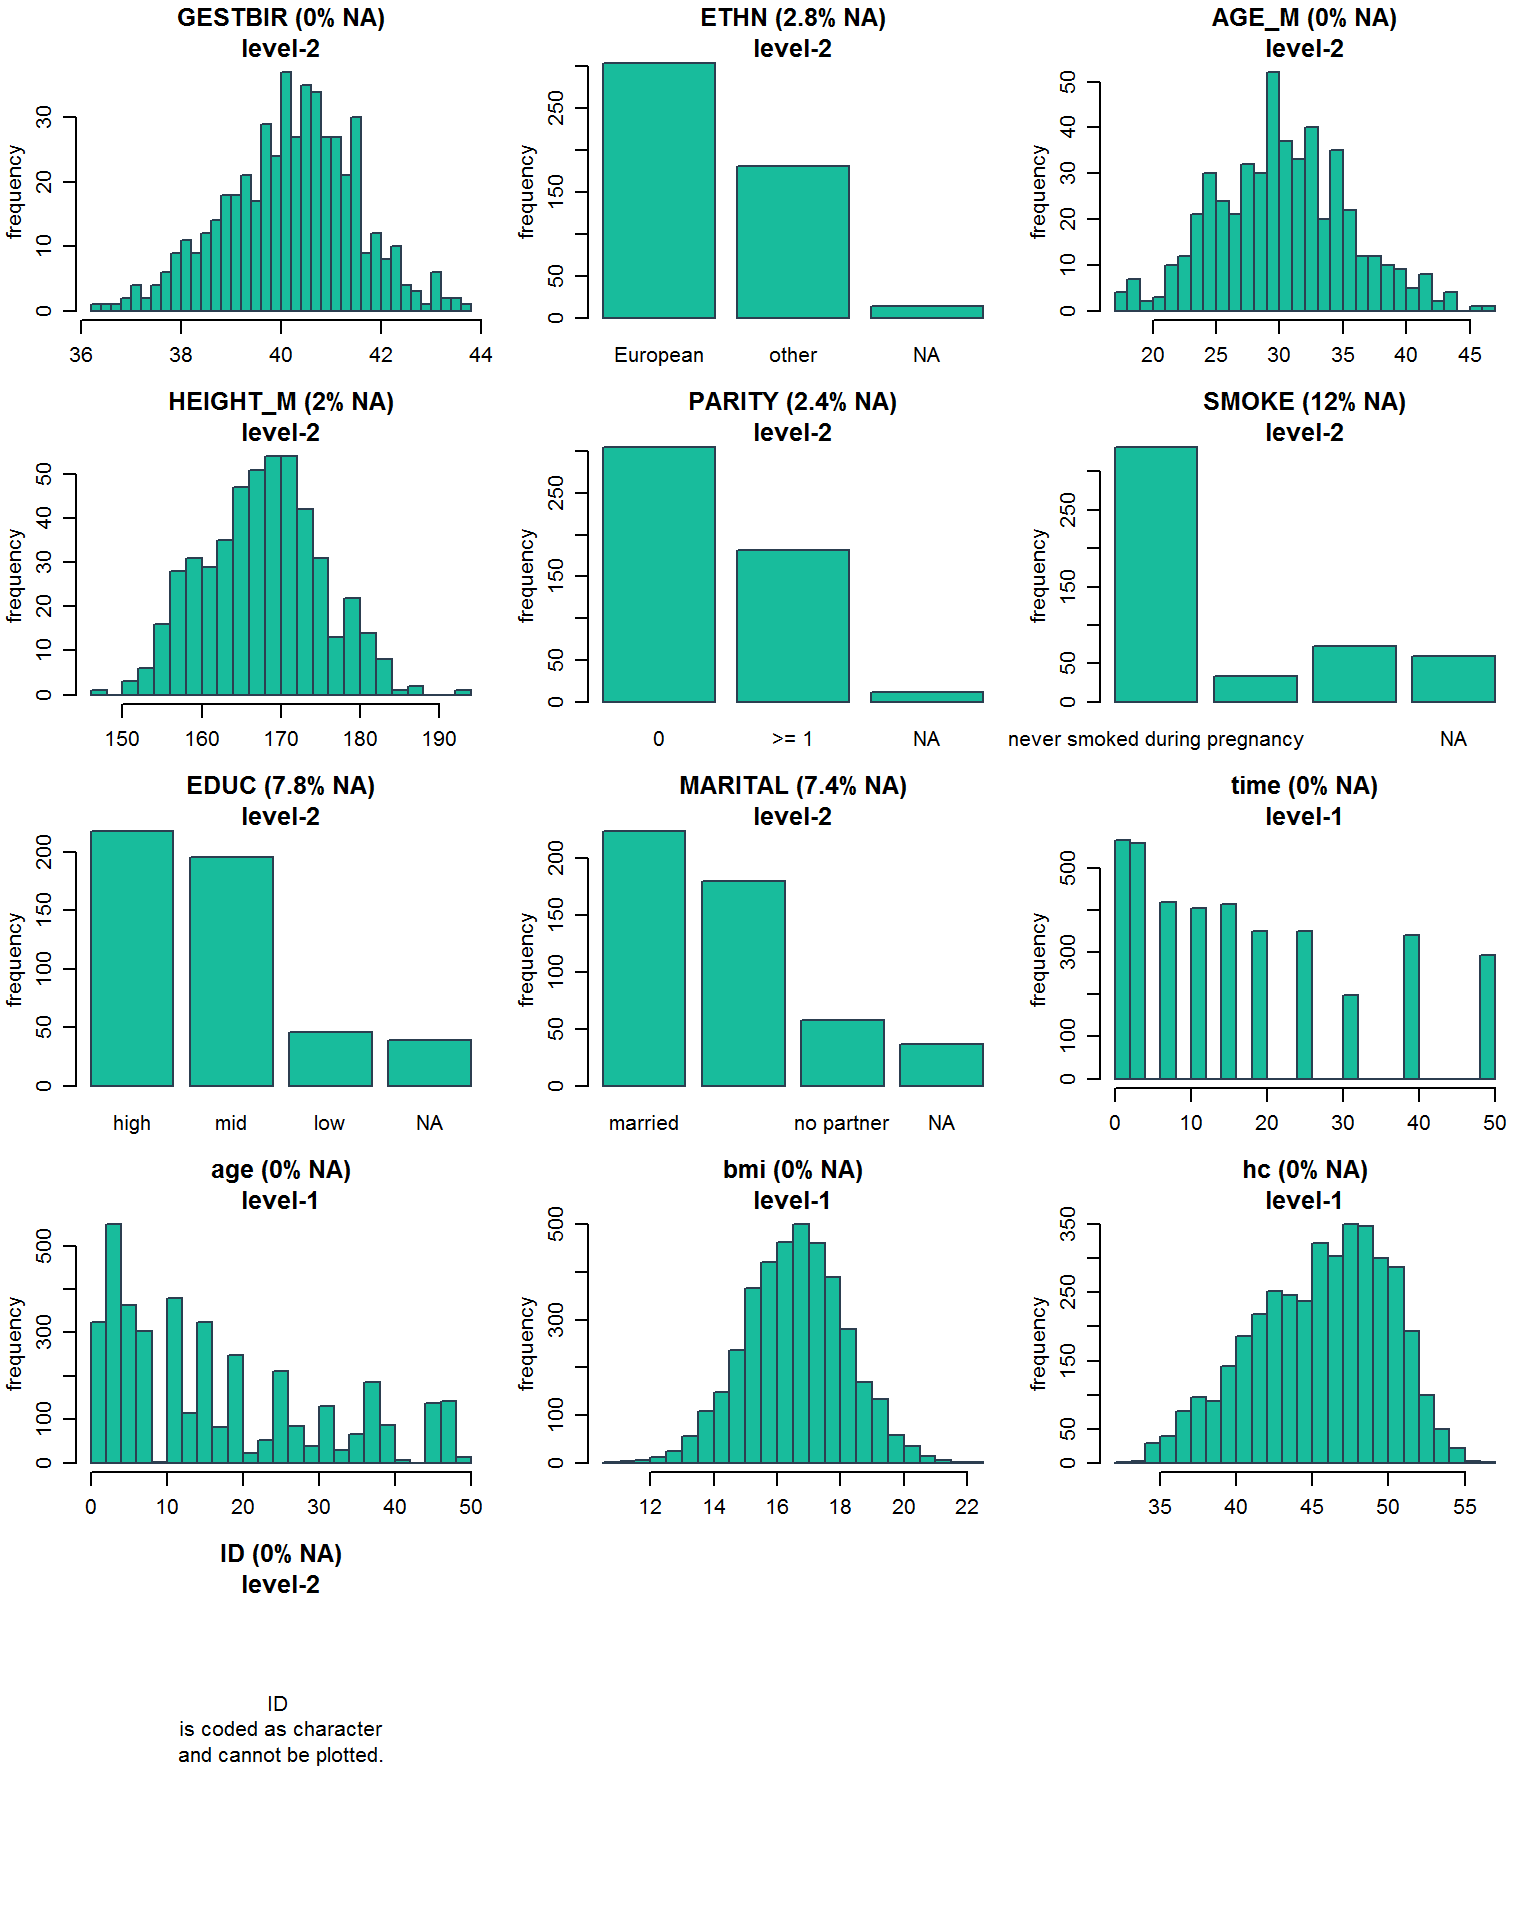 GESTBIR (0% NA)
level-2
frequency
0 10 20 30
36 38 40 42 44
ETHN (2.8% NA)
level-2
frequency
0 50 150 250
European other NA
AGE_M (0% NA)
level-2
frequency
0 10 20 30 40 50
20 25 30 35 40 45
HEIGHT_M (2% NA)
level-2
frequency
0 10 20 30 40 50
150 160 170 180 190
PARITY (2.4% NA)
level-2
frequency
0 50 150 250
0 >= 1 NA
SMOKE (12% NA)
level-2
frequency
0 50 150 250
never smoked during pregnancy NA
EDUC (7.8% NA)
level-2
frequency
0 50 100 150 200
high mid low NA
MARITAL (7.4% NA)
level-2
frequency
0 50 100 150 200
married no partner NA
time (0% NA)
level-1
frequency
0 100 300 500
0 10 20 30 40 50
age (0% NA)
level-1
frequency
0 100 300 500
0 10 20 30 40 50
bmi (0% NA)
level-1
frequency
0 100 300 500
12 14 16 18 20 22
hc (0% NA)
level-1
frequency
0 50 150 250 350
35 40 45 50 55
ID (0% NA)
level-2
ID
is coded as character
and cannot be plotted.